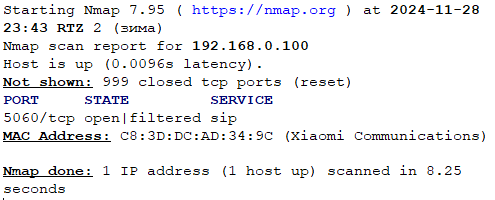 Starting Nmap 7.95 ( https://nmap.org ) at 2024-11-28
23:43 RTZ 2 (зима)
Nmap scan report for 192.168.0.100
Host is up (0.0096s latency).
Not shown: 999 closed tcp ports (reset)
PORT     STATE         SERVICE
5060/tcp open|filtered sip
MAC Address: C8:3D:DC:AD:34:9C (Xiaomi Communications)
Nmap done: 1 IP address (1 host up) scanned in 8.25
seconds